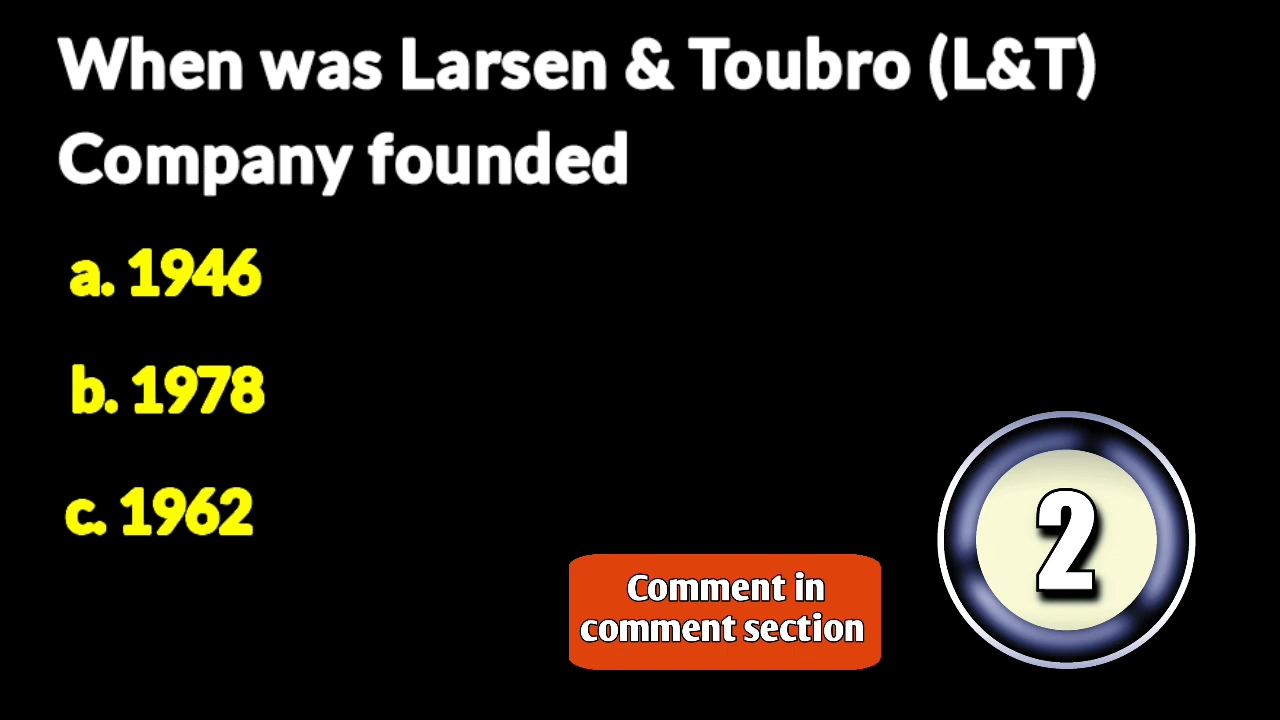 When was Larsen & Toubro (L&T)
Company founded
a. 1946
b. 1978
c. 1962
Comment in
comment section
2